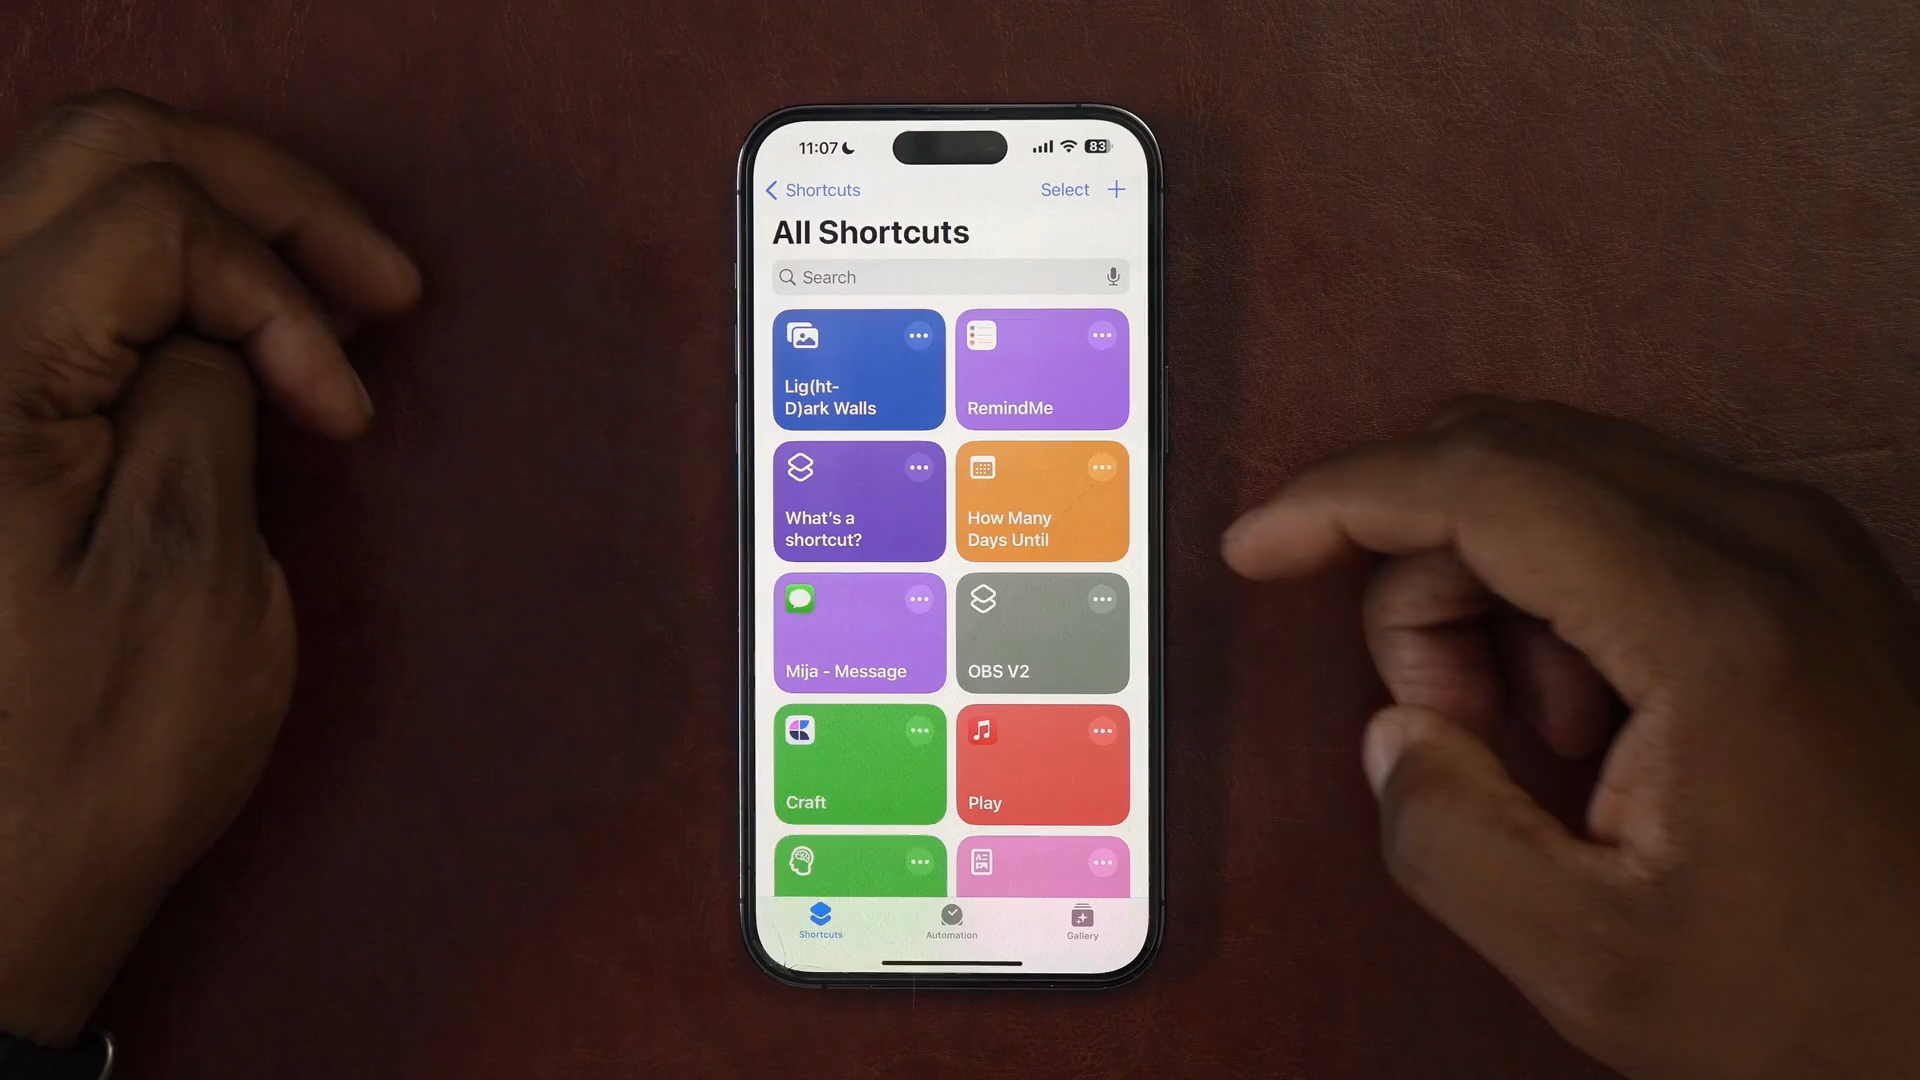 11:07
83
Shortcuts
Select
All Shortcuts
Search
Lig(ht-
D)ark Walls
RemindMe
What's a
shortcut?
How Many
Days Until
Mija - Message
OBS V2
Craft
Play
Shortcuts
Automation
Gallery